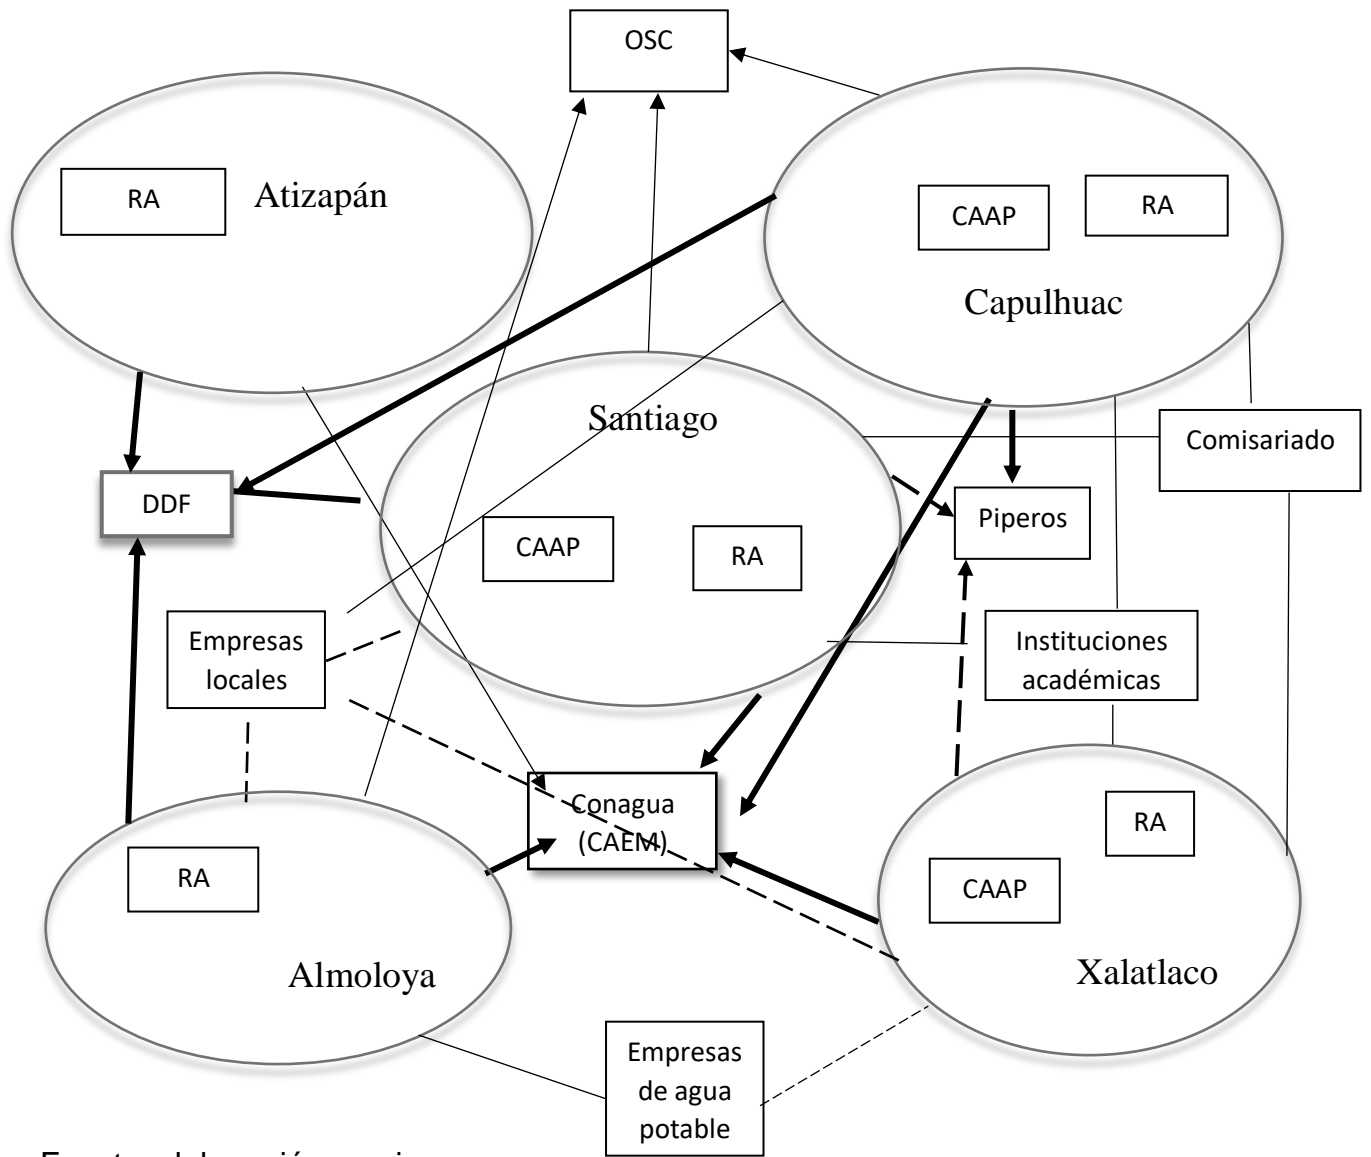 OSC
RA
Atizapán
CAAP
RA
Capulhuac
Santiago
Comisariado
DDF
Piperos
CAAP
RA
Empresas
locales
Instituciones
académicas
Conagua
(CAEM)
RA
RA
CAAP
Almoloya
Xalatlaco
Empresas
de agua
potable